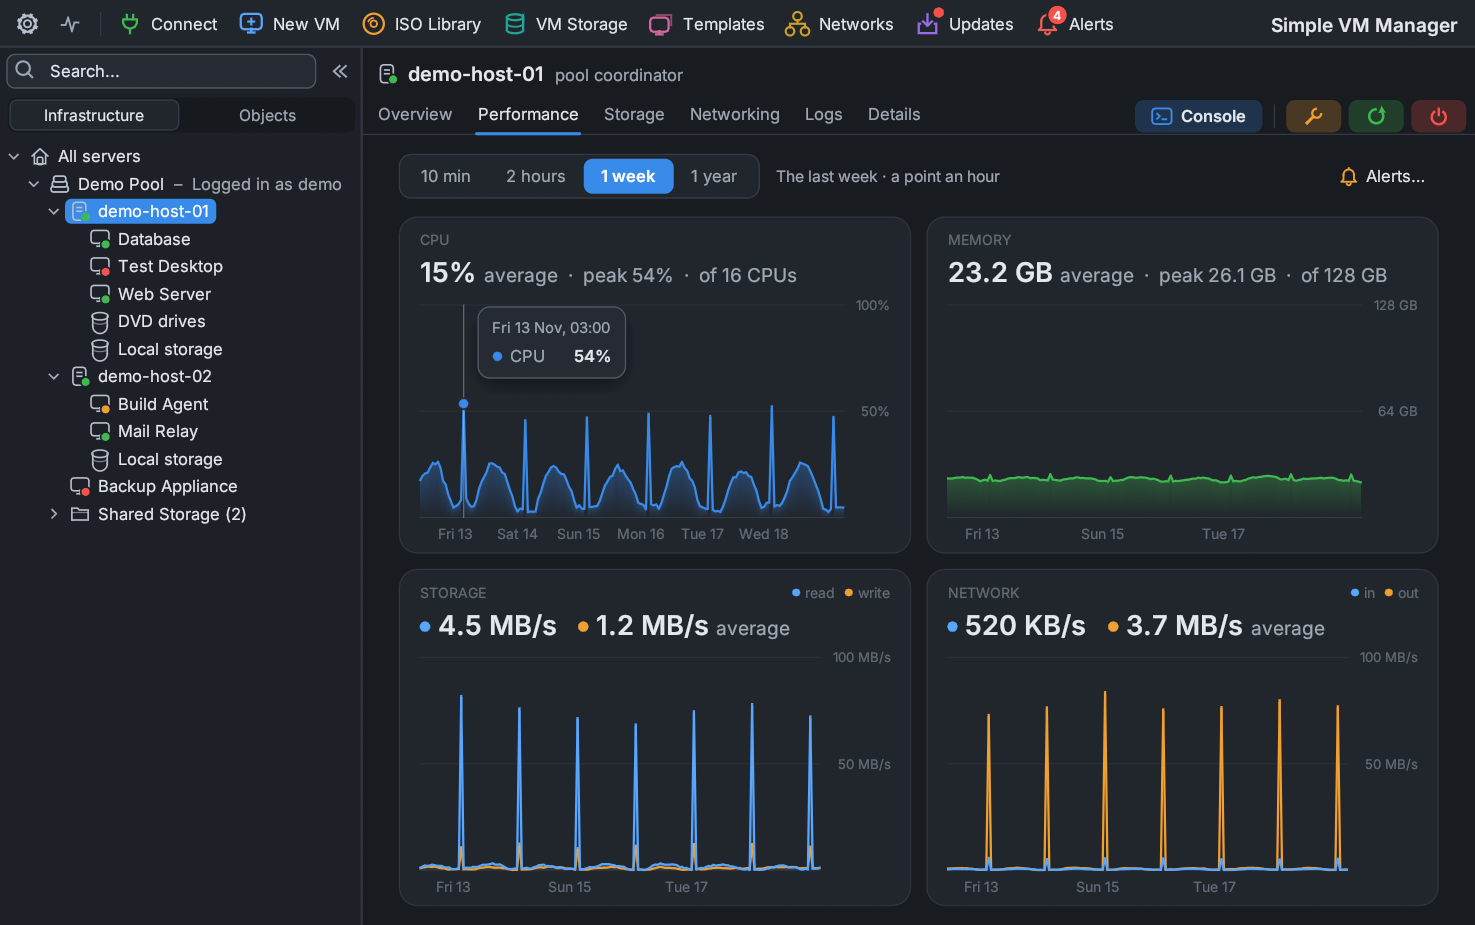 Connect New VM ISO Library VM Storage Templates Networks Updates 4 Alerts Simple VM Manager
Search...
Infrastructure Objects
All servers
Demo Pool – Logged in as demo
demo-host-01
Database
Test Desktop
Web Server
DVD drives
Local storage
demo-host-02
Build Agent
Mail Relay
Local storage
Backup Appliance
Shared Storage (2)
demo-host-01 pool coordinator
Overview Performance Storage Networking Logs Details Console
10 min 2 hours 1 week 1 year The last week · a point an hour Alerts...
CPU
15% average · peak 54% · of 16 CPUs
100%
Fri 13 Nov, 03:00
CPU 54%
50%
Fri 13 Sat 14 Sun 15 Mon 16 Tue 17 Wed 18
MEMORY
23.2 GB average · peak 26.1 GB · of 128 GB
128 GB
64 GB
Fri 13 Sun 15 Tue 17
STORAGE read write
4.5 MB/s 1.2 MB/s average
100 MB/s
50 MB/s
Fri 13 Sun 15 Tue 17
NETWORK in out
520 KB/s 3.7 MB/s average
100 MB/s
50 MB/s
Fri 13 Sun 15 Tue 17